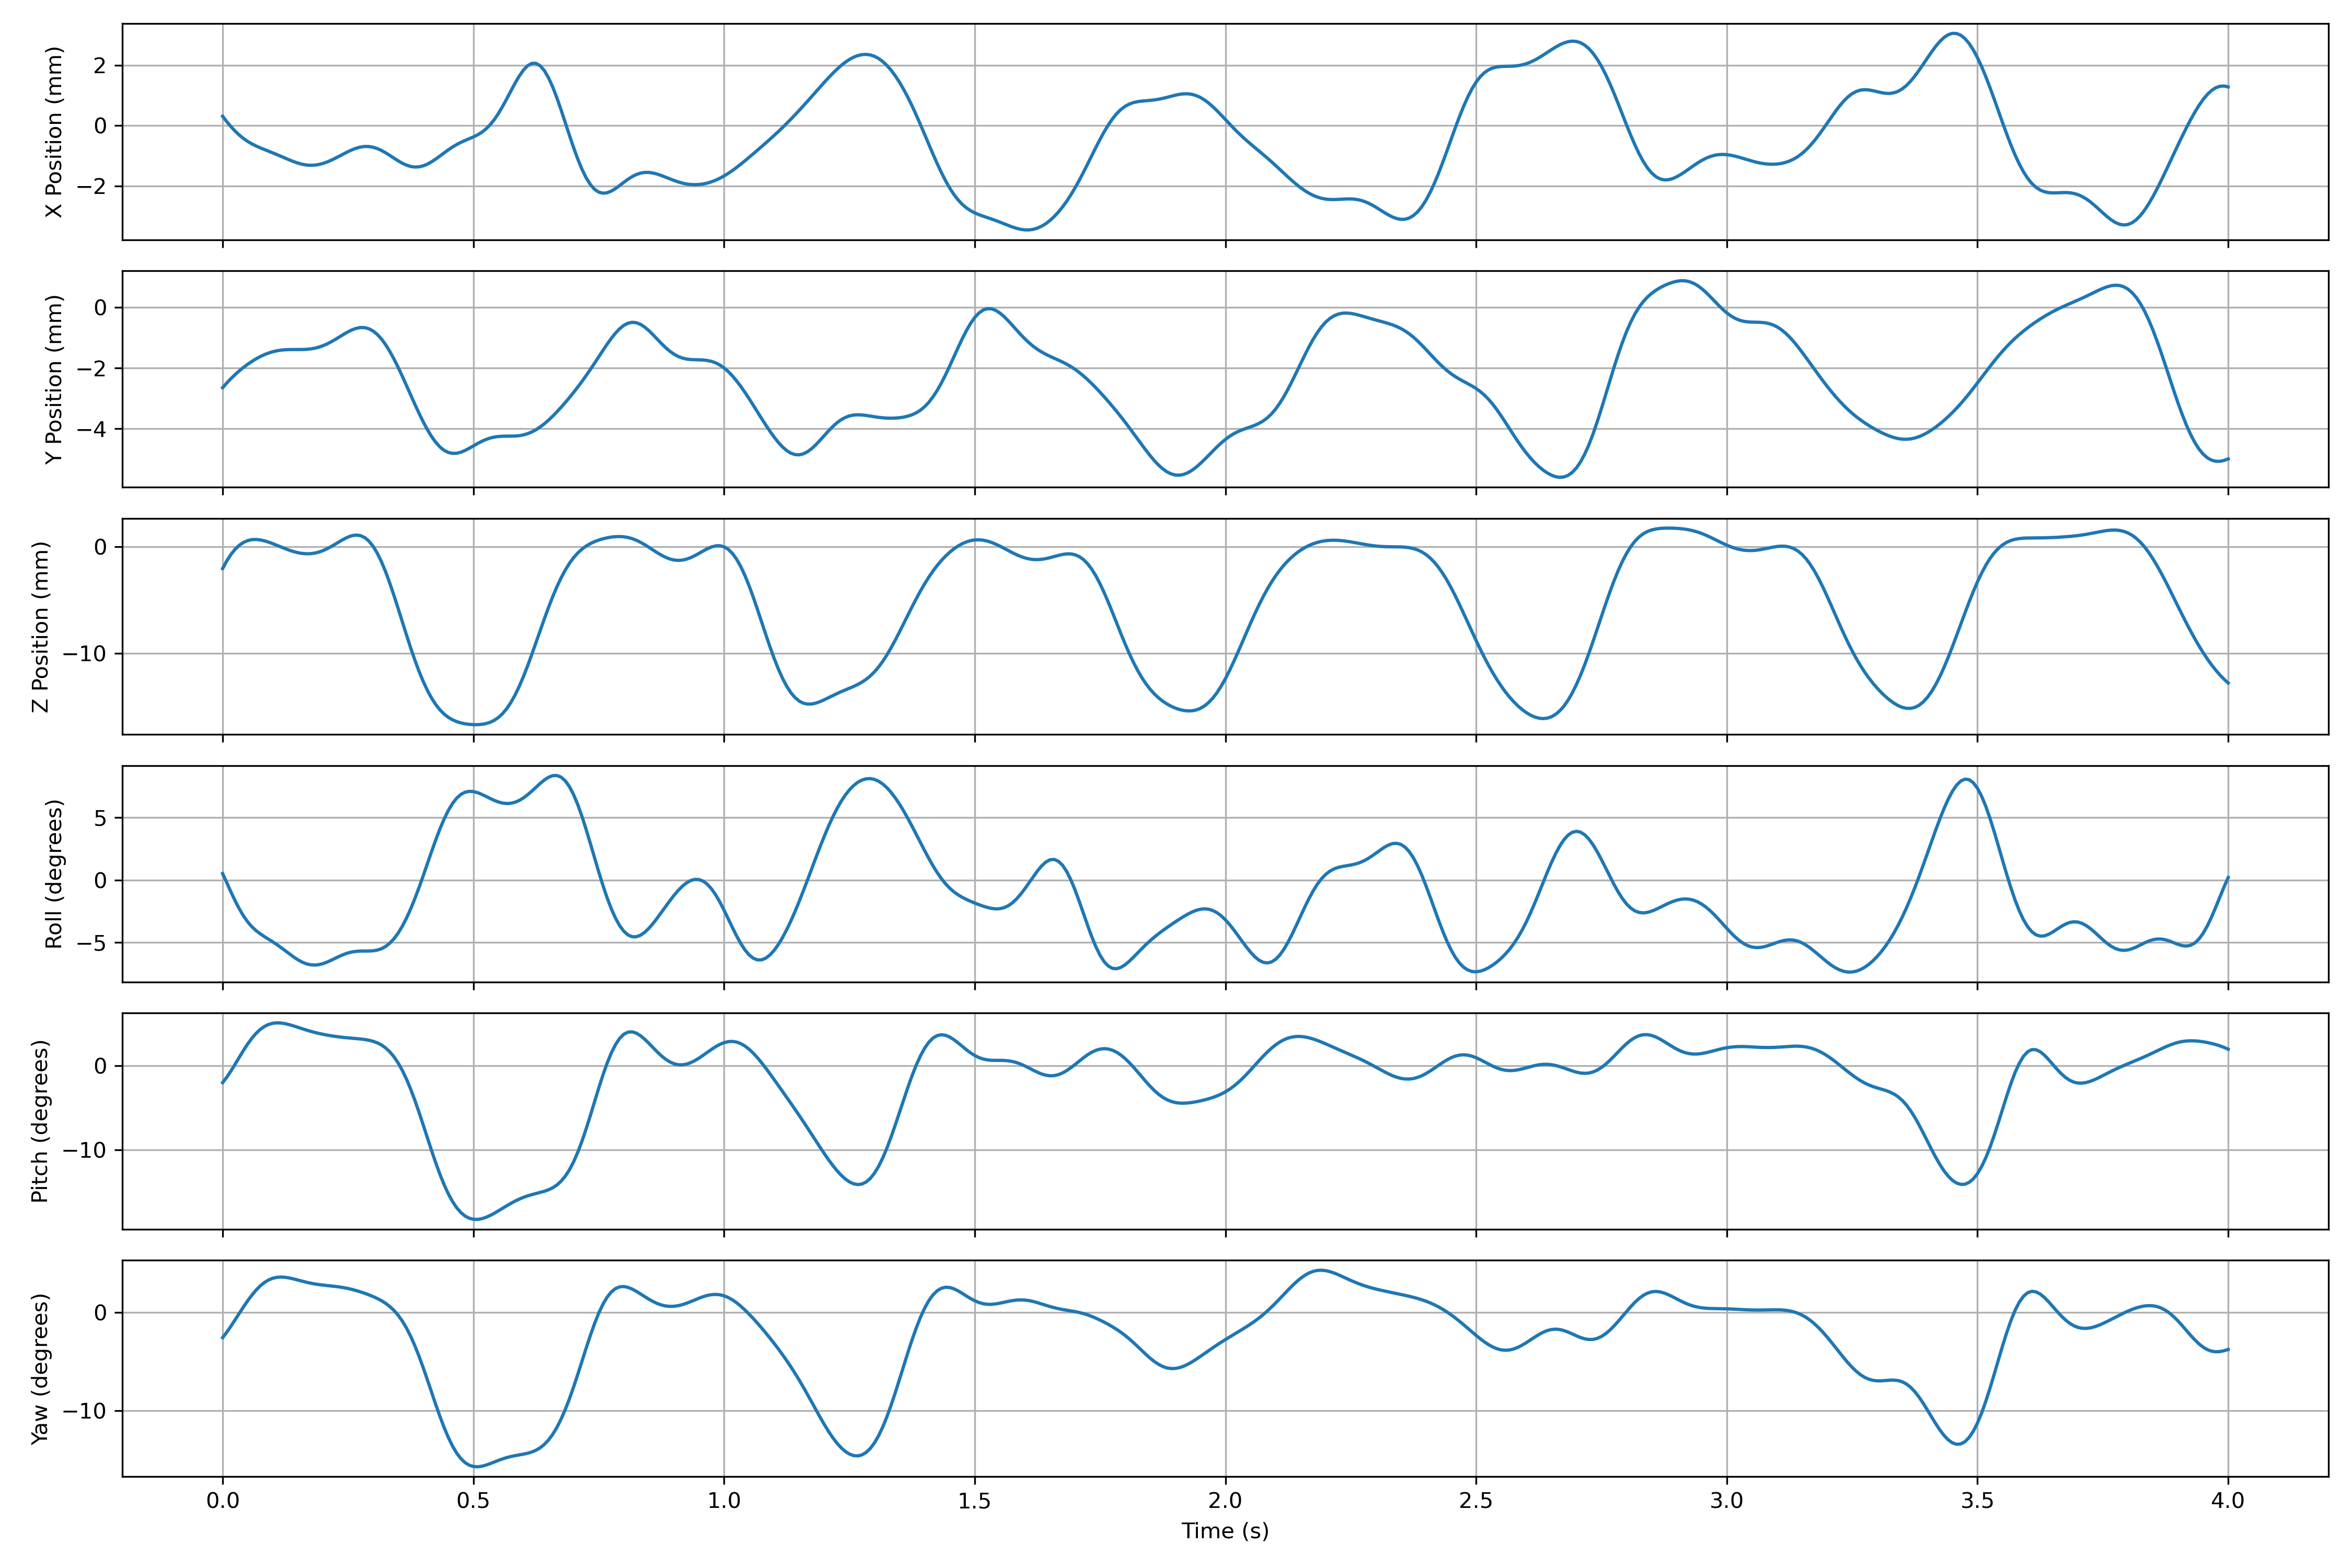 X Position (mm)
2
0
−2
Y Position (mm)
0
−2
−4
Z Position (mm)
0
−10
Roll (degrees)
5
0
−5
Pitch (degrees)
0
−10
Yaw (degrees)
0
−10
0.0 0.5 1.0 1.5 2.0 2.5 3.0 3.5 4.0
Time (s)